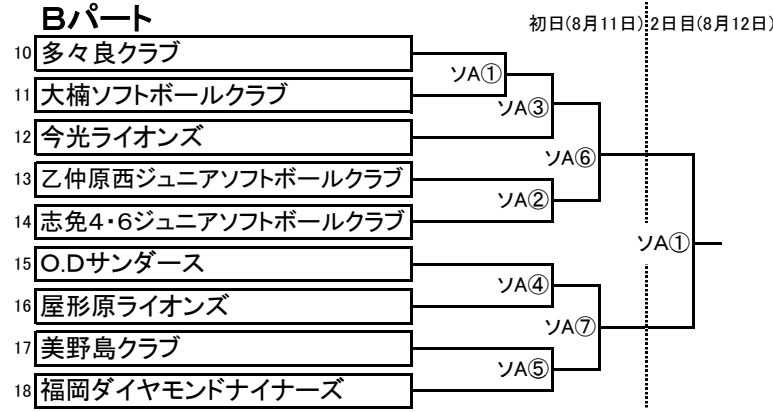 Bパート
初日(8月11日) 2日目(8月12日)
10 多々良クラブ
ソA①
11 大楠ソフトボールクラブ
ソA③
12 今光ライオンズ
ソA⑥
13 乙仲原西ジュニアソフトボールクラブ
ソA②
14 志免4・6ジュニアソフトボールクラブ
ソA①
15 O.Dサンダース
ソA④
16 屋形原ライオンズ
ソA⑦
17 美野島クラブ
ソA⑤
18 福岡ダイヤモンドナイナーズ